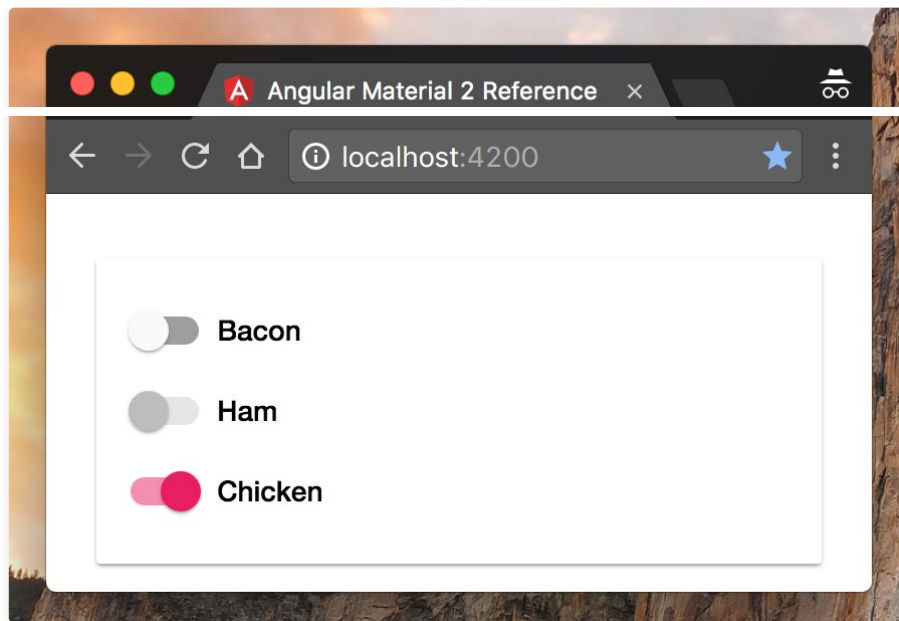 Angular Material 2 Reference
localhost:4200
Bacon
Ham
Chicken